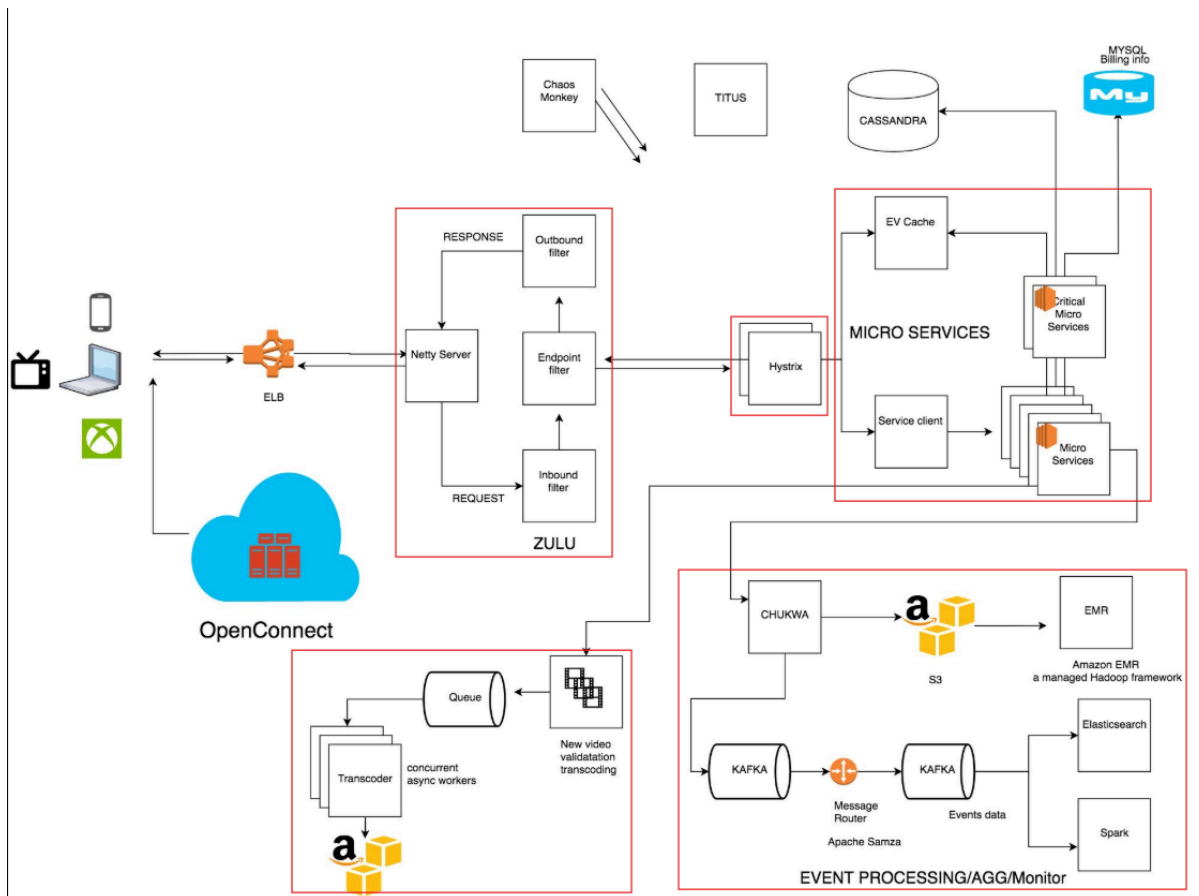 MYSQL
Billing info
My
Chaos
Monkey
TITUS
CASSANDRA
RESPONSE
Outbound
filter
EV Cache
Critical
Micro
Services
MICRO SERVICES
Netty Server
Endpoint
filter
Hystrix
ELB
Service client
Micro
Services
Inbound
filter
REQUEST
ZULU
OpenConnect
CHUKWA
a
S3
EMR
Amazon EMR
a managed Hadoop framework
Queue
New video
validatation
transcoding
Transcoder
concurrent
async workers
a
KAFKA
Message
Router
Apache Samza
KAFKA
Events data
Elasticsearch
Spark
EVENT PROCESSING/AGG/Monitor